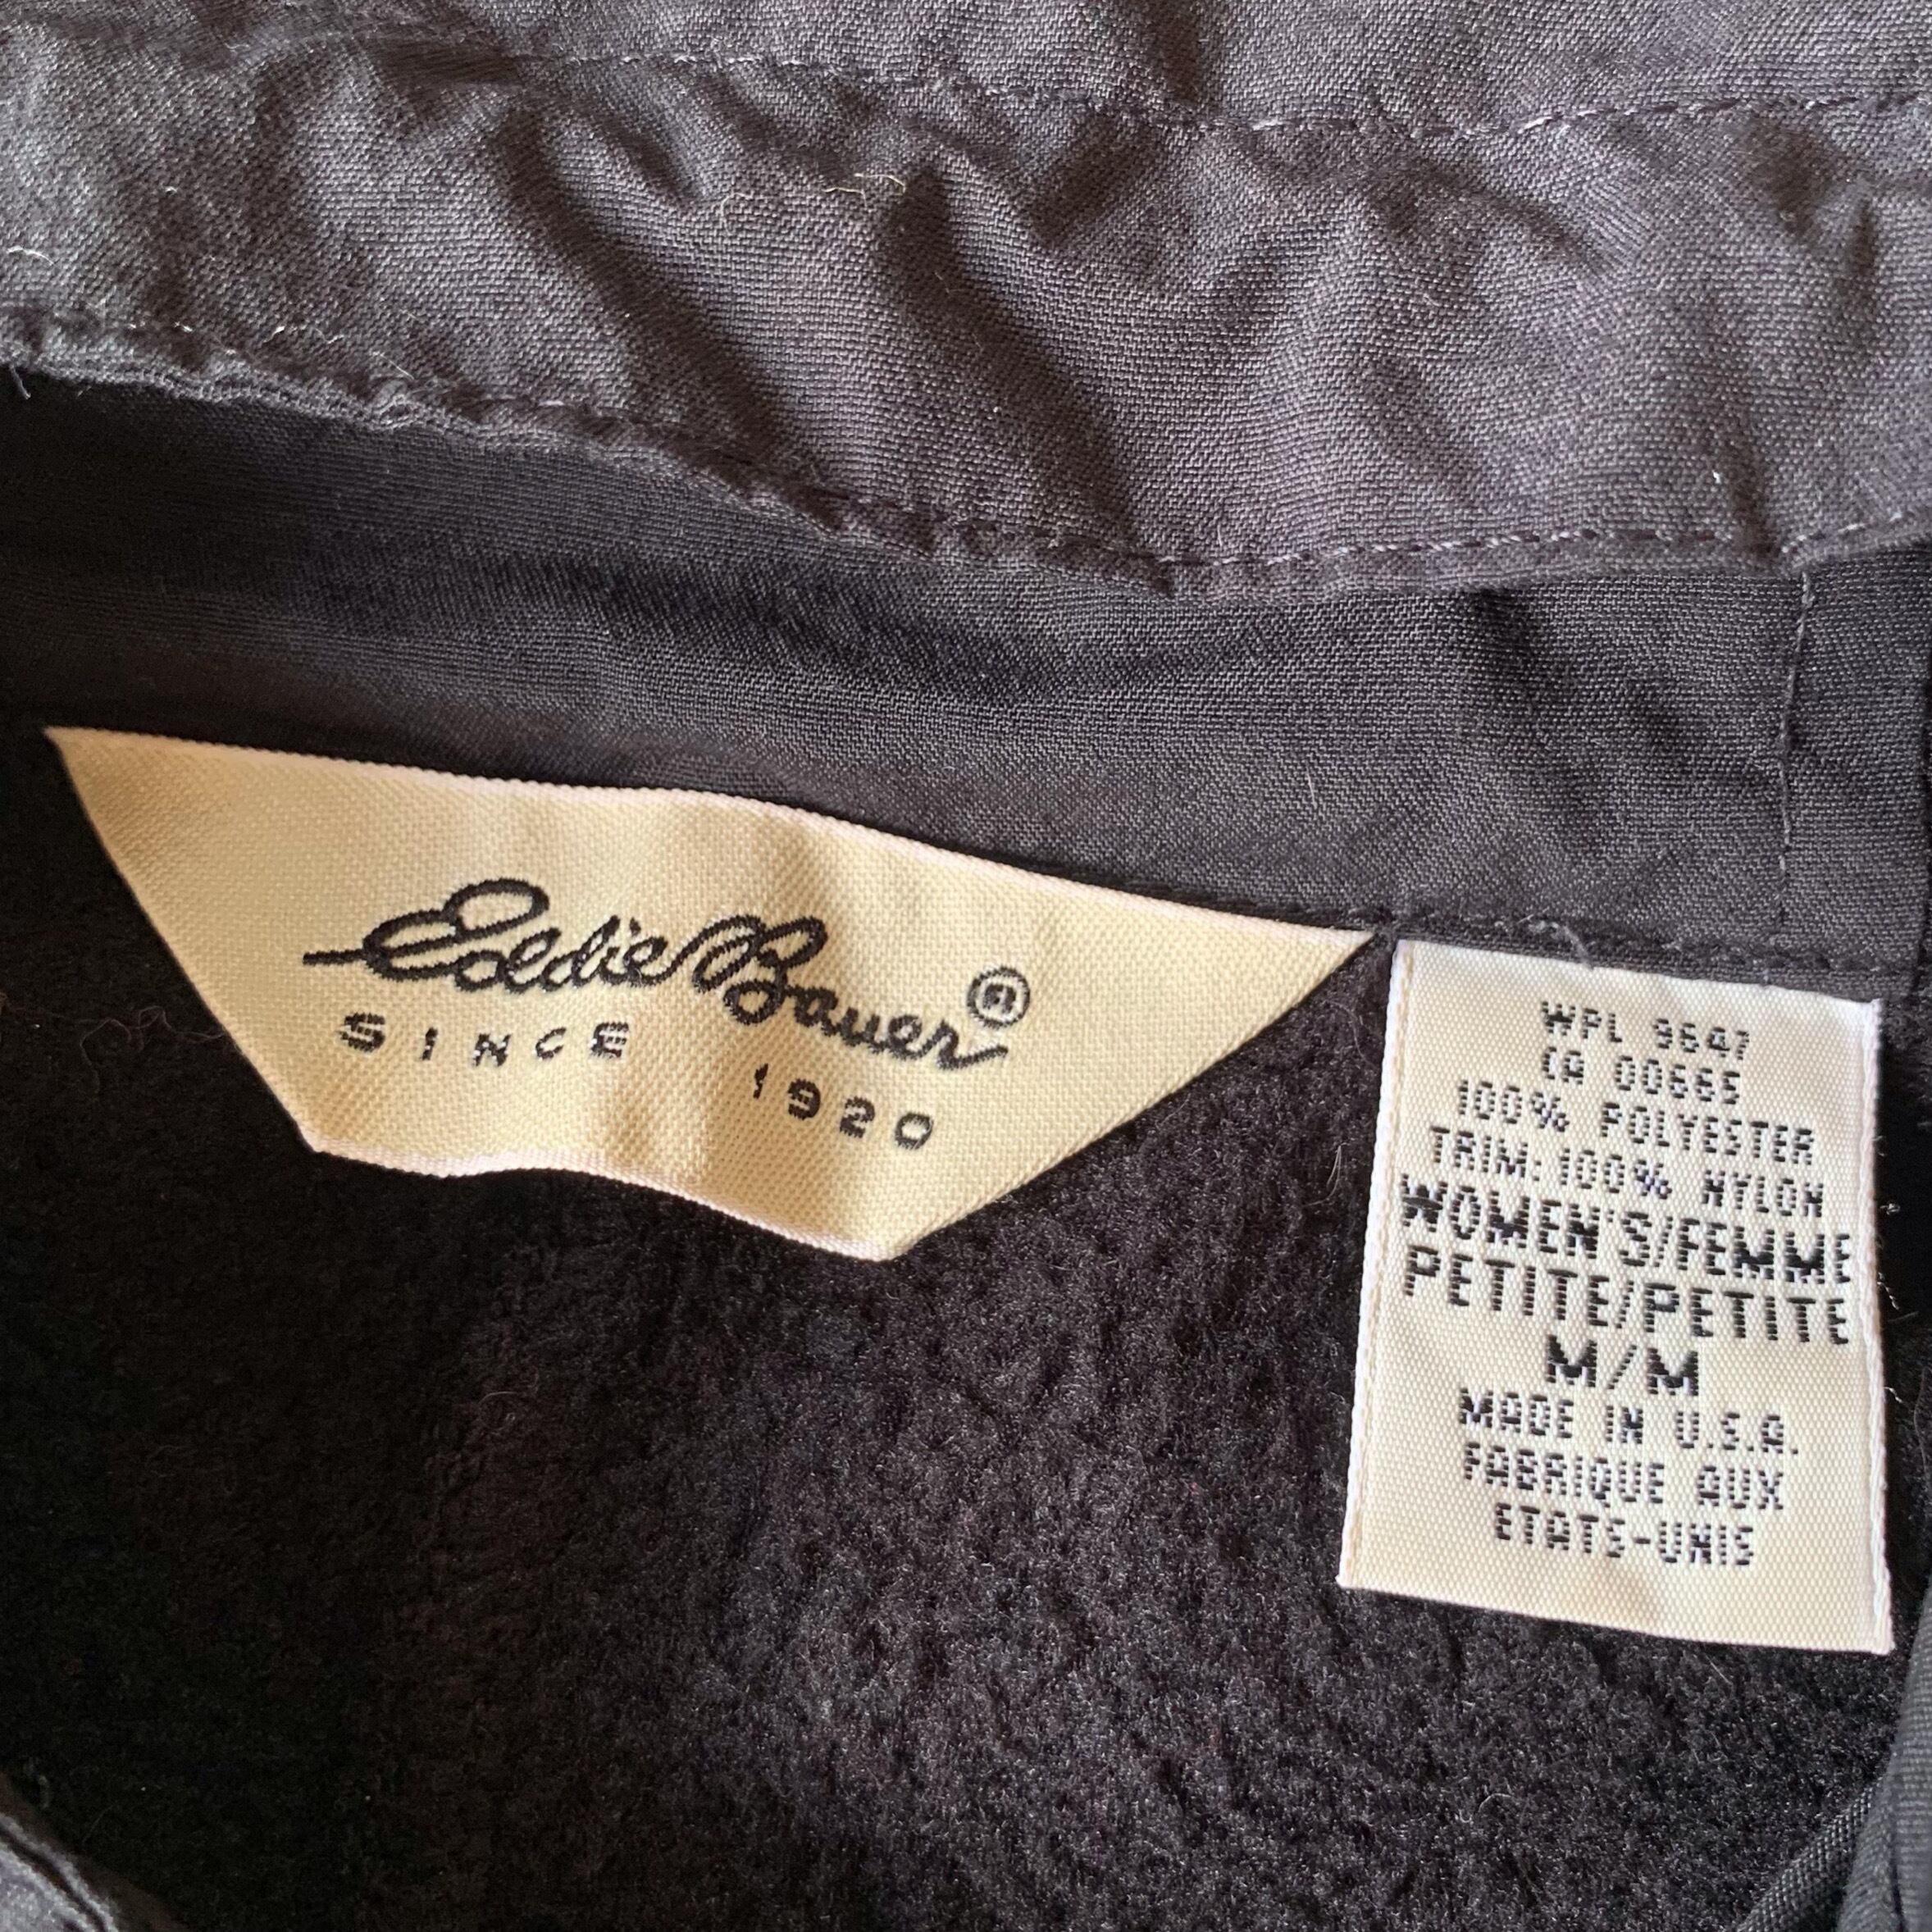 Eddie Bauer®
SINCE 1920
WPL 9647
CA 00665
100% POLYESTER
TRIM: 100% NYLON
WOMEN'S/FEMME
PETITE/PETITE
M/M
MADE IN U.S.A.
FABRIQUE AUX
ETATS-UNIS